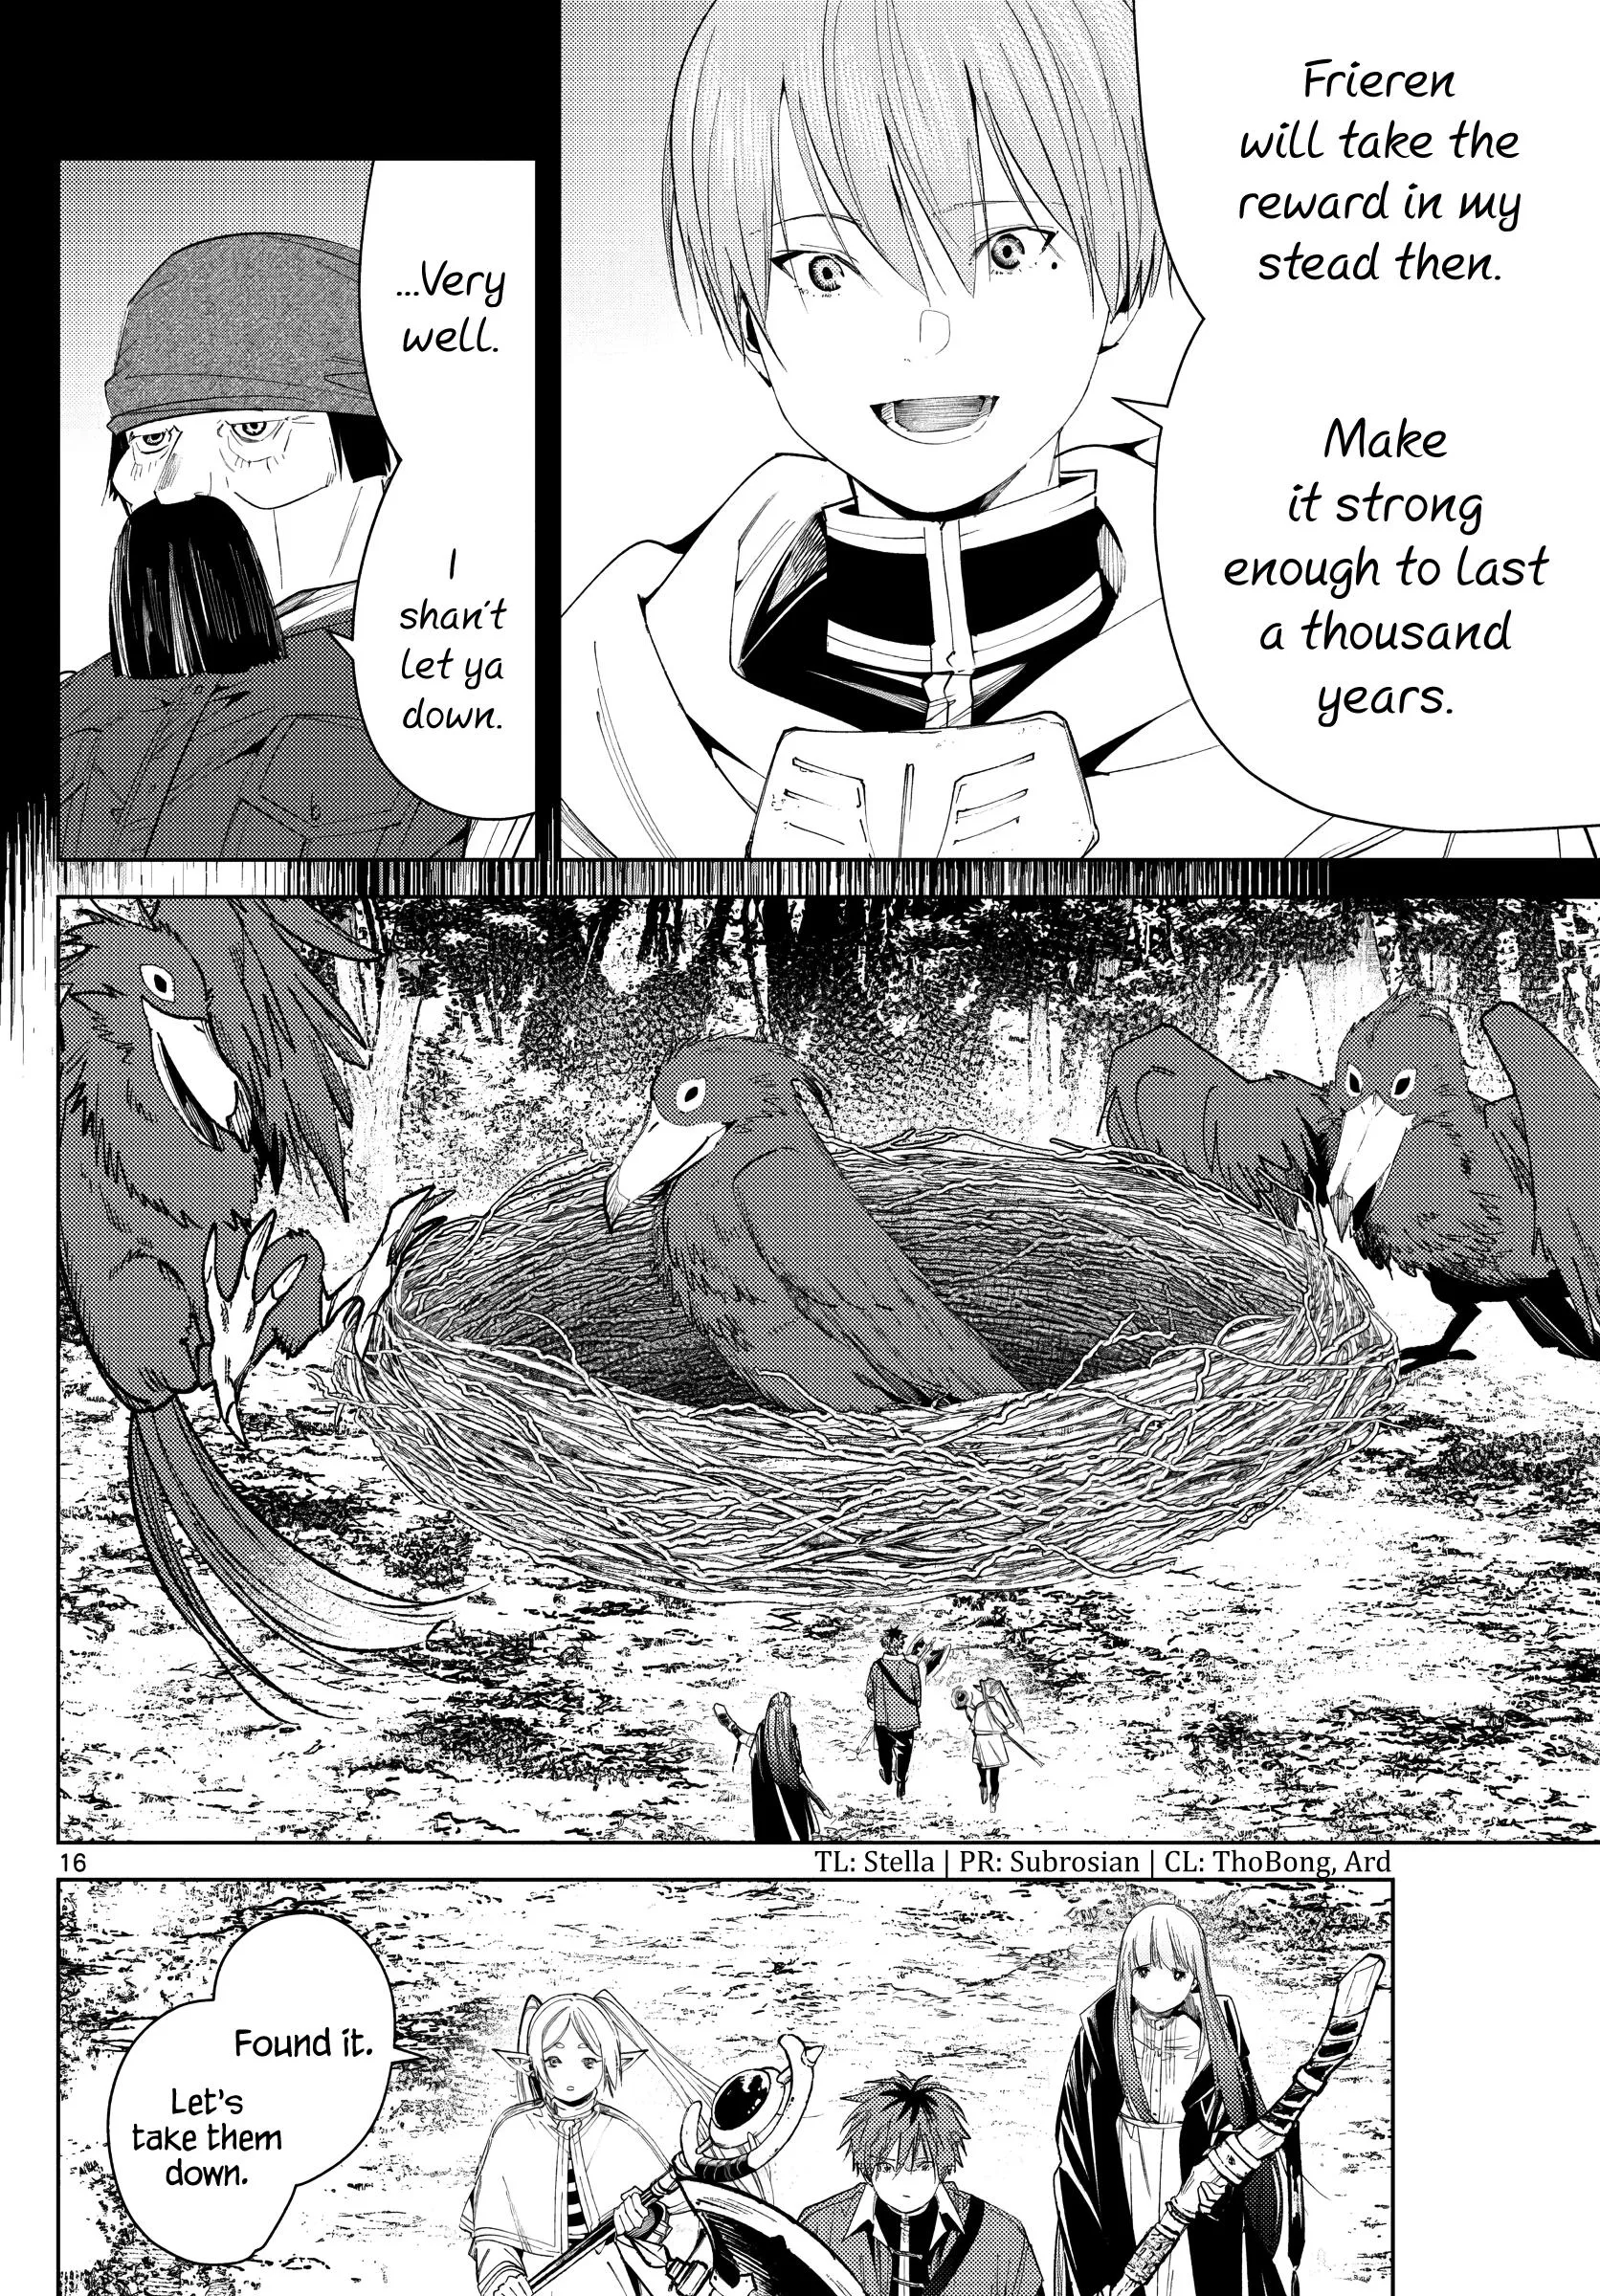 Frieren
will take the
reward in my
stead then.
Make
it strong
enough to last
a thousand
years.
...Very
well.
I
shan't
let ya
down.
16
TL: Stella | PR: Subrosian | CL: ThoBong, Ard
Found it.
Let's
take them
down.